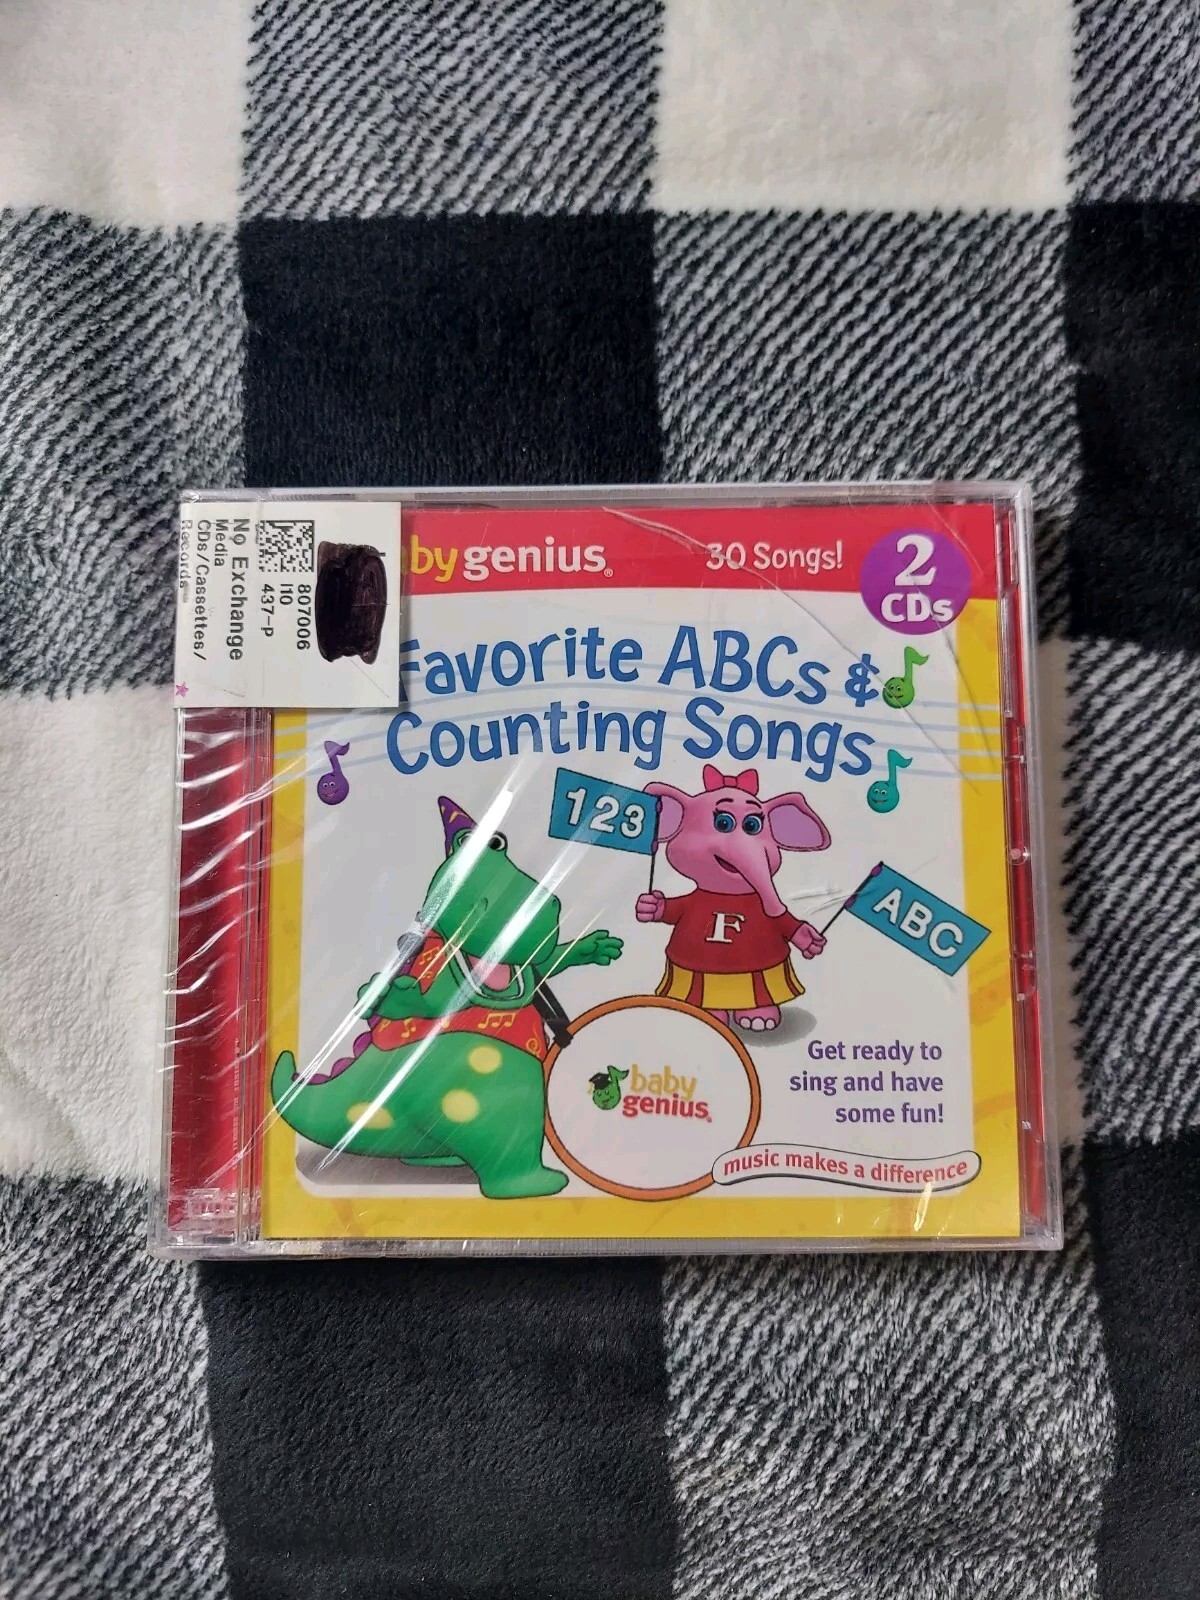 807006
I10
437-P
No Exchange
Media
CDs/Cassettes/
Records
by genius®
30 Songs!
2
CDs
Favorite ABCs &
Counting Songs
123
ABC
F
baby
genius®
Get ready to
sing and have
some fun!
music makes a difference